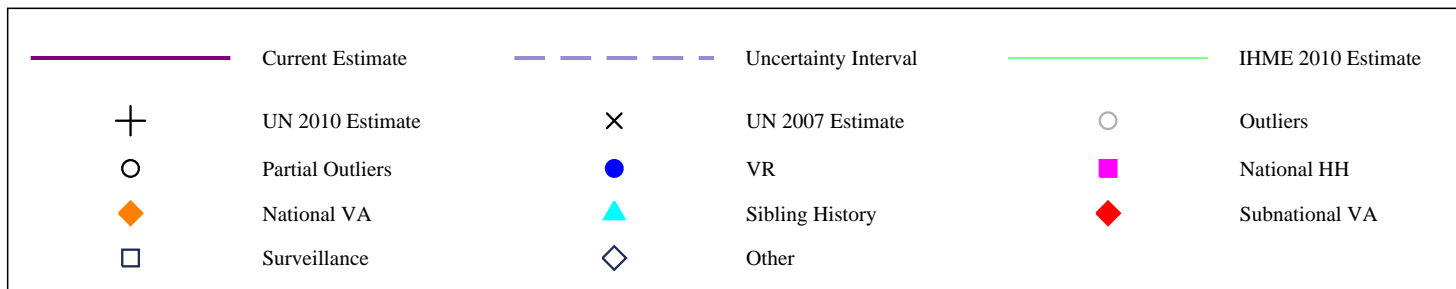 Current Estimate Uncertainty Interval IHME 2010 Estimate
UN 2010 Estimate UN 2007 Estimate Outliers
Partial Outliers VR National HH
National VA Sibling History Subnational VA
Surveillance Other